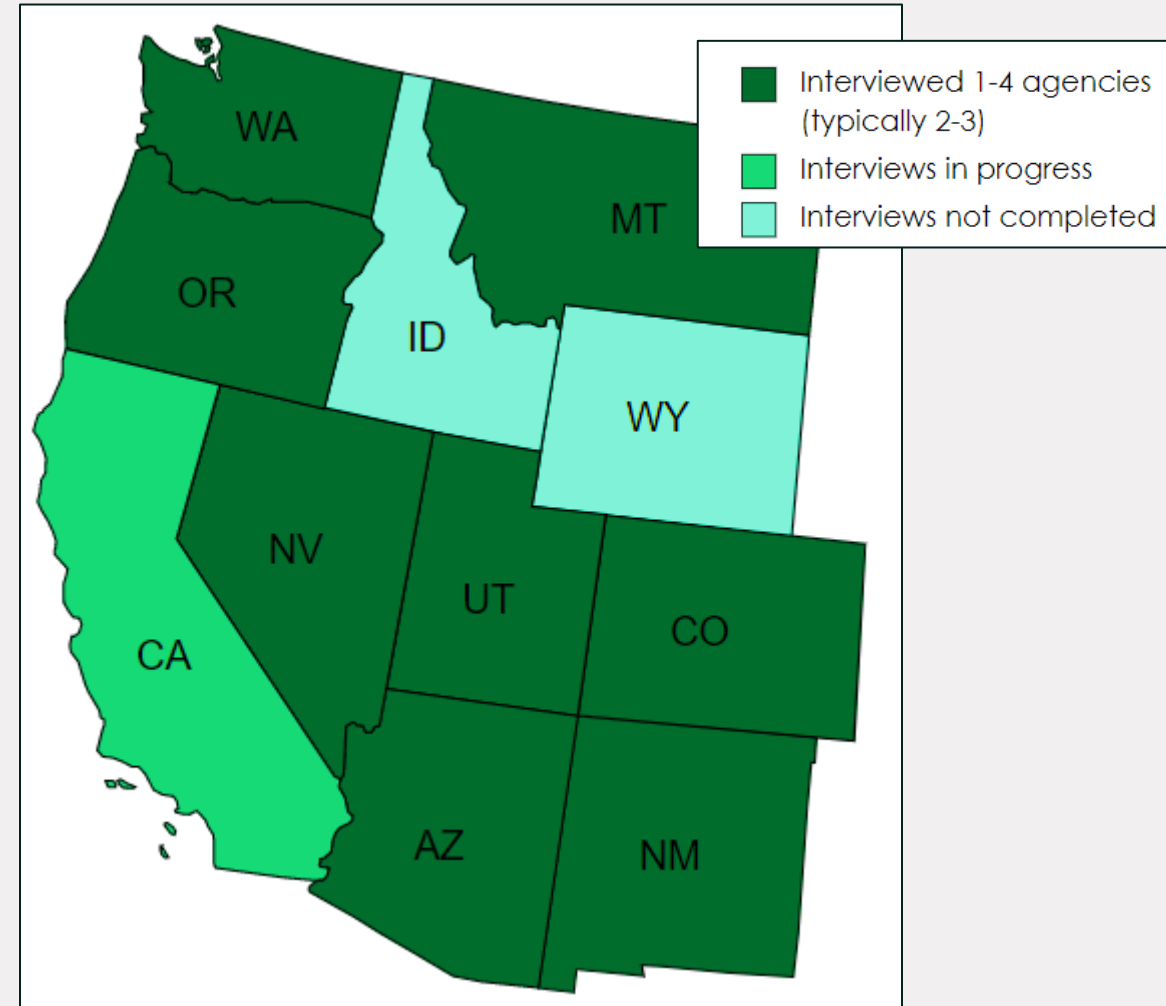 Interviewed 1-4 agencies
(typically 2-3)
Interviews in progress
Interviews not completed
WA
MT
OR
ID
WY
NV
UT
CO
CA
AZ
NM